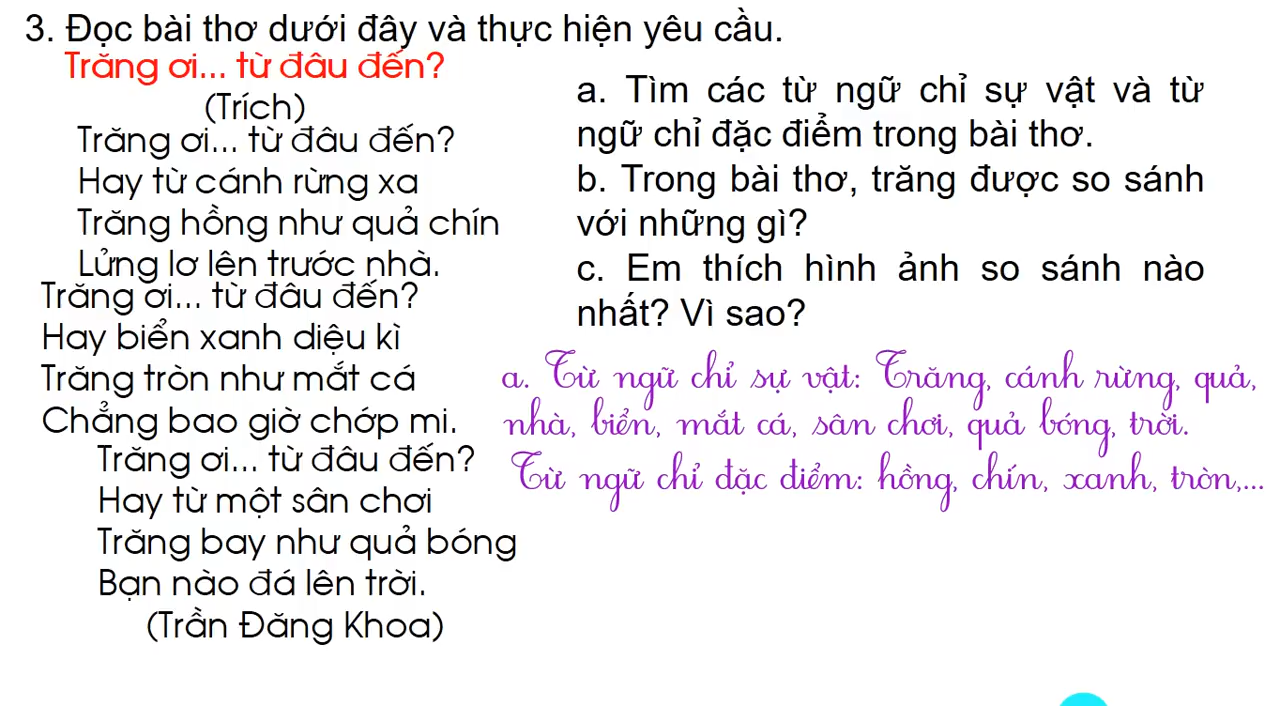 3. Đọc bài thơ dưới đây và thực hiện yêu cầu.
Trăng ơi... từ đâu đến?
(Trích)
Trăng ơi... từ đâu đến?
Hay từ cánh rừng xa
Trăng hồng như quả chín
Lửng lơ lên trước nhà.
Trăng ơi... từ đâu đến?
Hay biển xanh diệu kì
Trăng tròn như mắt cá
Chẳng bao giờ chớp mi.
Trăng ơi... từ đâu đến?
Hay từ một sân chơi
Trăng bay như quả bóng
Bạn nào đá lên trời.
(Trần Đăng Khoa)
a. Tìm các từ ngữ chỉ sự vật và từ
ngữ chỉ đặc điểm trong bài thơ.
b. Trong bài thơ, trăng được so sánh
với những gì?
c. Em thích hình ảnh so sánh nào
nhất? Vì sao?
a. Từ ngữ chỉ sự vật: Trăng, cánh rừng, quả,
nhà, biển, mắt cá, sân chơi, quả bóng, trời.
Từ ngữ chỉ đặc điểm: hồng, chín, xanh, tròn,...